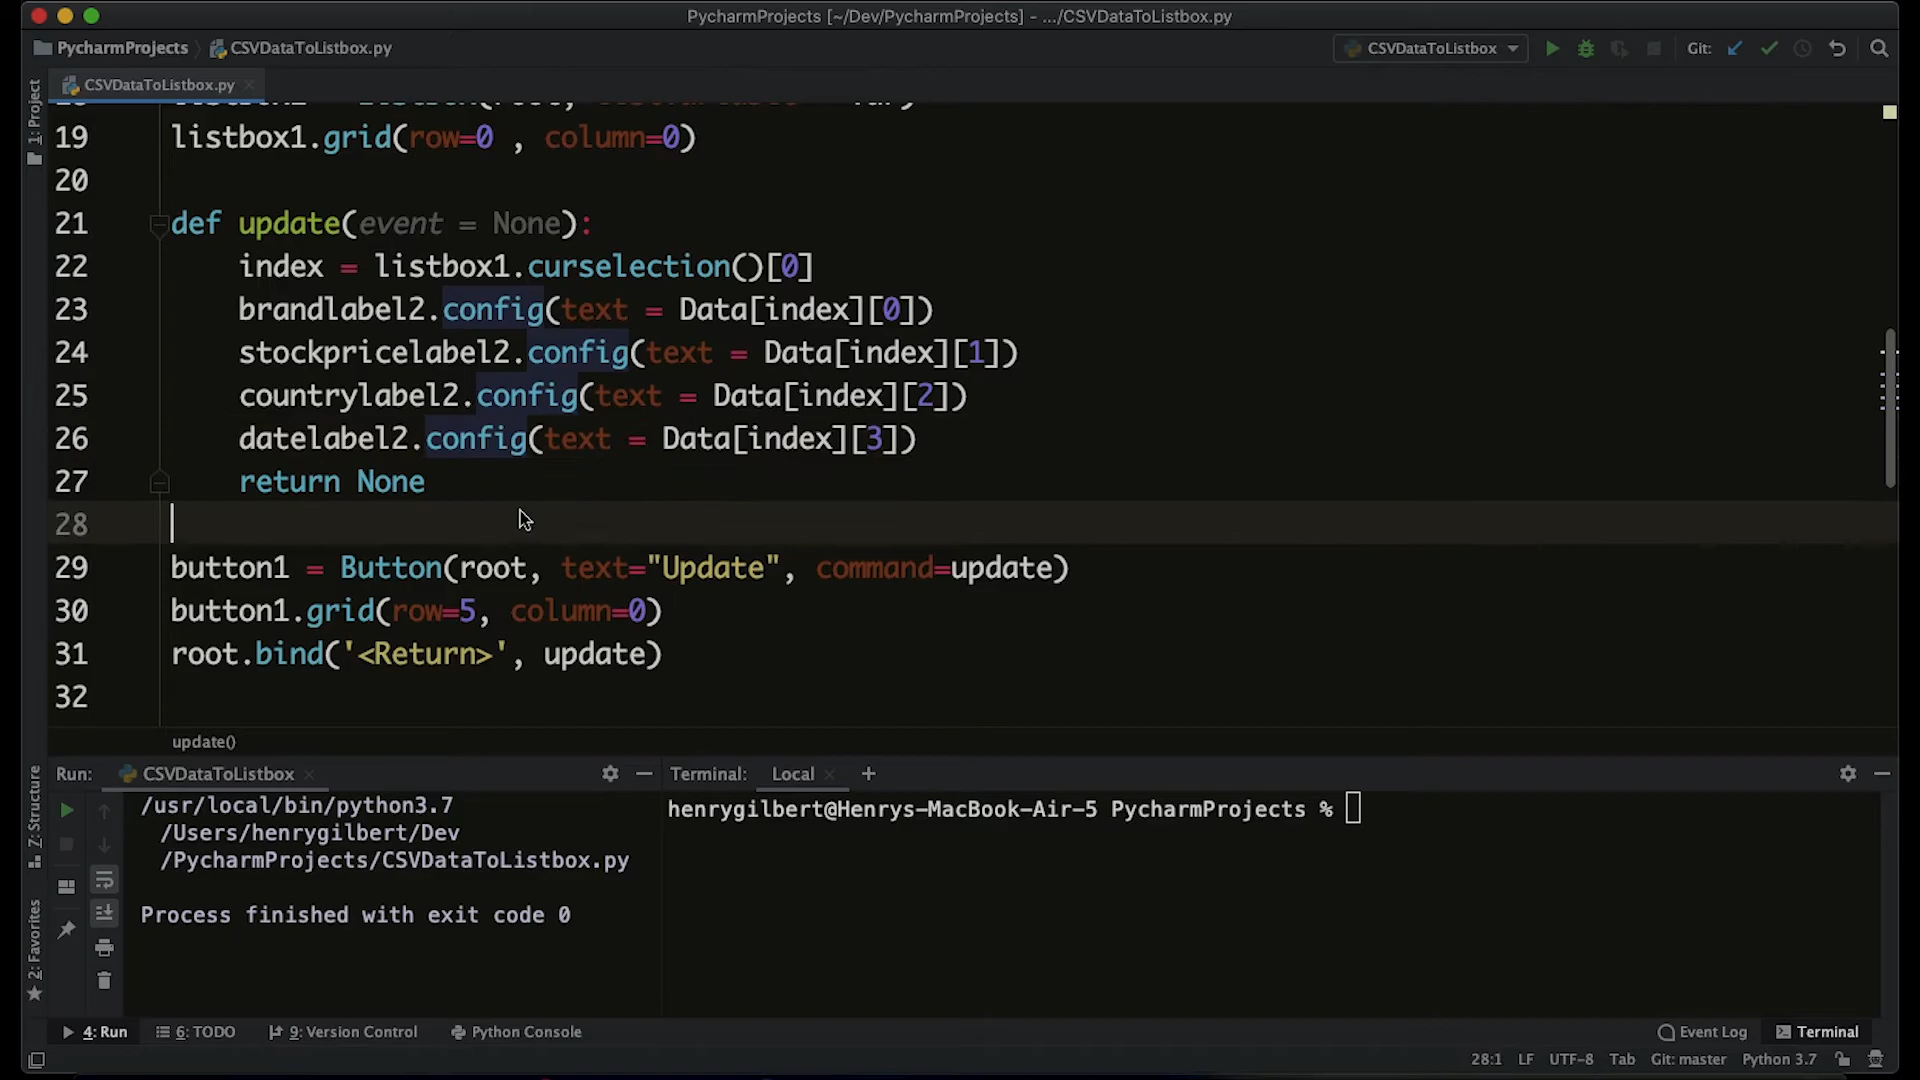 PycharmProjects [~/Dev/PycharmProjects] - .../CSVDataToListbox.py
PycharmProjects
CSVDataToListbox.py
CSVDataToListbox
Git:
CSVDataToListbox.py
1: Project
19 listbox1.grid(row=0 , column=0)
20
21 def update(event = None):
22 index = listbox1.curselection()[0]
23 brandlabel2.config(text = Data[index][0])
24 stockpricelabel2.config(text = Data[index][1])
25 countrylabel2.config(text = Data[index][2])
26 datelabel2.config(text = Data[index][3])
27 return None
28
29 button1 = Button(root, text="Update", command=update)
30 button1.grid(row=5, column=0)
31 root.bind('<Return>', update)
32
update()
Run: CSVDataToListbox
Terminal: Local +
/usr/local/bin/python3.7
/Users/henrygilbert/Dev
/PycharmProjects/CSVDataToListbox.py
Process finished with exit code 0
henrygilbert@Henrys-MacBook-Air-5 PycharmProjects %
Z: Structure
2: Favorites
4: Run
6: TODO
9: Version Control
Python Console
Event Log
Terminal
28:1 LF UTF-8 Tab Git: master Python 3.7